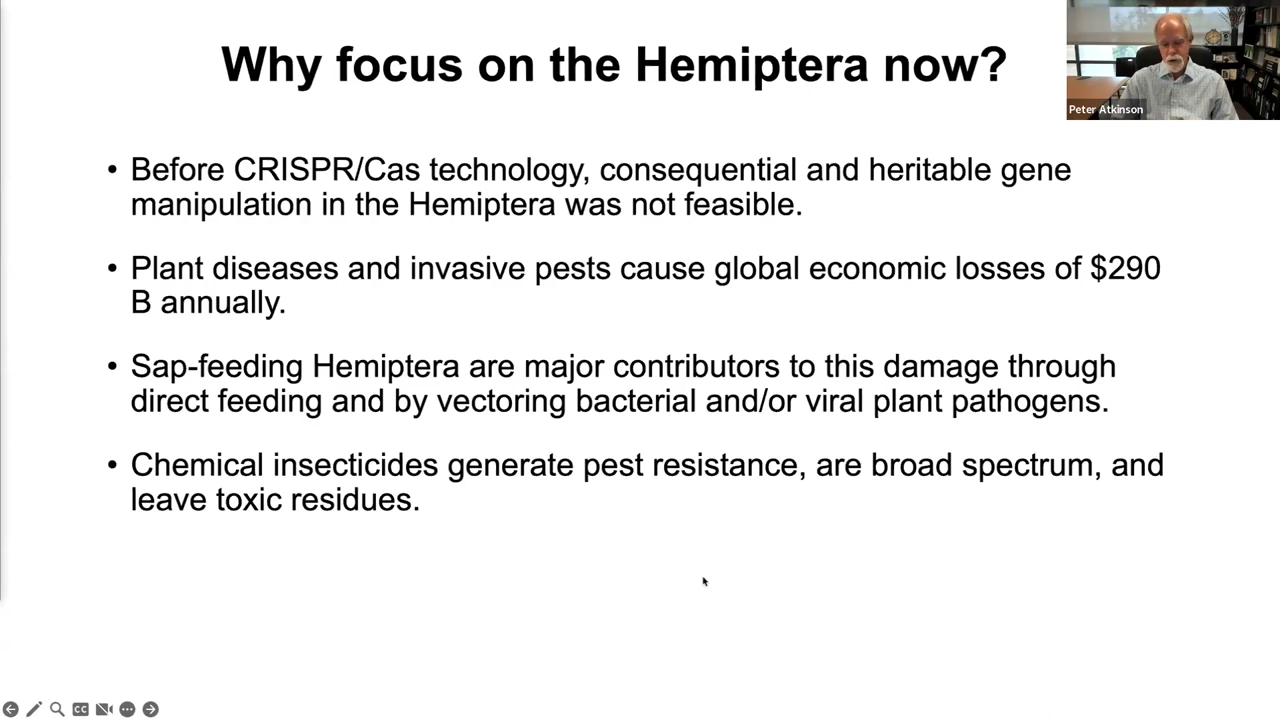 Why focus on the Hemiptera now?
Peter Atkinson
• Before CRISPR/Cas technology, consequential and heritable gene
manipulation in the Hemiptera was not feasible.
• Plant diseases and invasive pests cause global economic losses of $290
B annually.
• Sap-feeding Hemiptera are major contributors to this damage through
direct feeding and by vectoring bacterial and/or viral plant pathogens.
• Chemical insecticides generate pest resistance, are broad spectrum, and
leave toxic residues.
CC